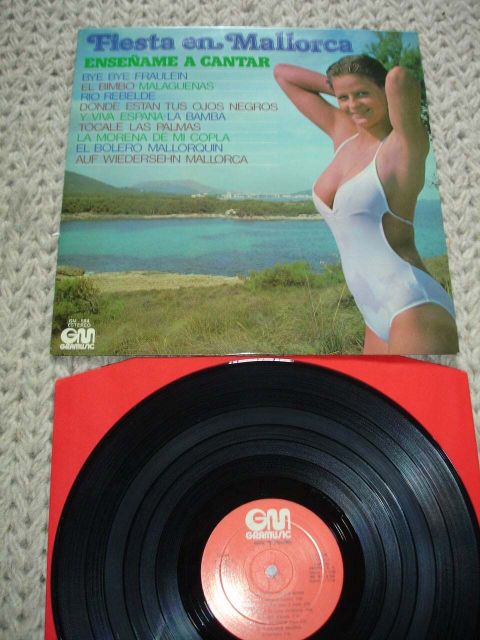 Fiesta en Mallorca
ENSEÑAME A CANTAR
BYE BYE FRAULEIN
EL BIMBO MALAGUEÑAS
RIO REBELDE
DONDE ESTAN TUS OJOS NEGROS
Y VIVA ESPAÑA-LA BAMBA
TOCALE LAS PALMAS
LA MORENA DE MI COPLA
EL BOLERO MALLORQUIN
AUF WIEDERSEHN MALLORCA
ESTEREO
GM
GRAMUSIC
GM
GRAMUSIC